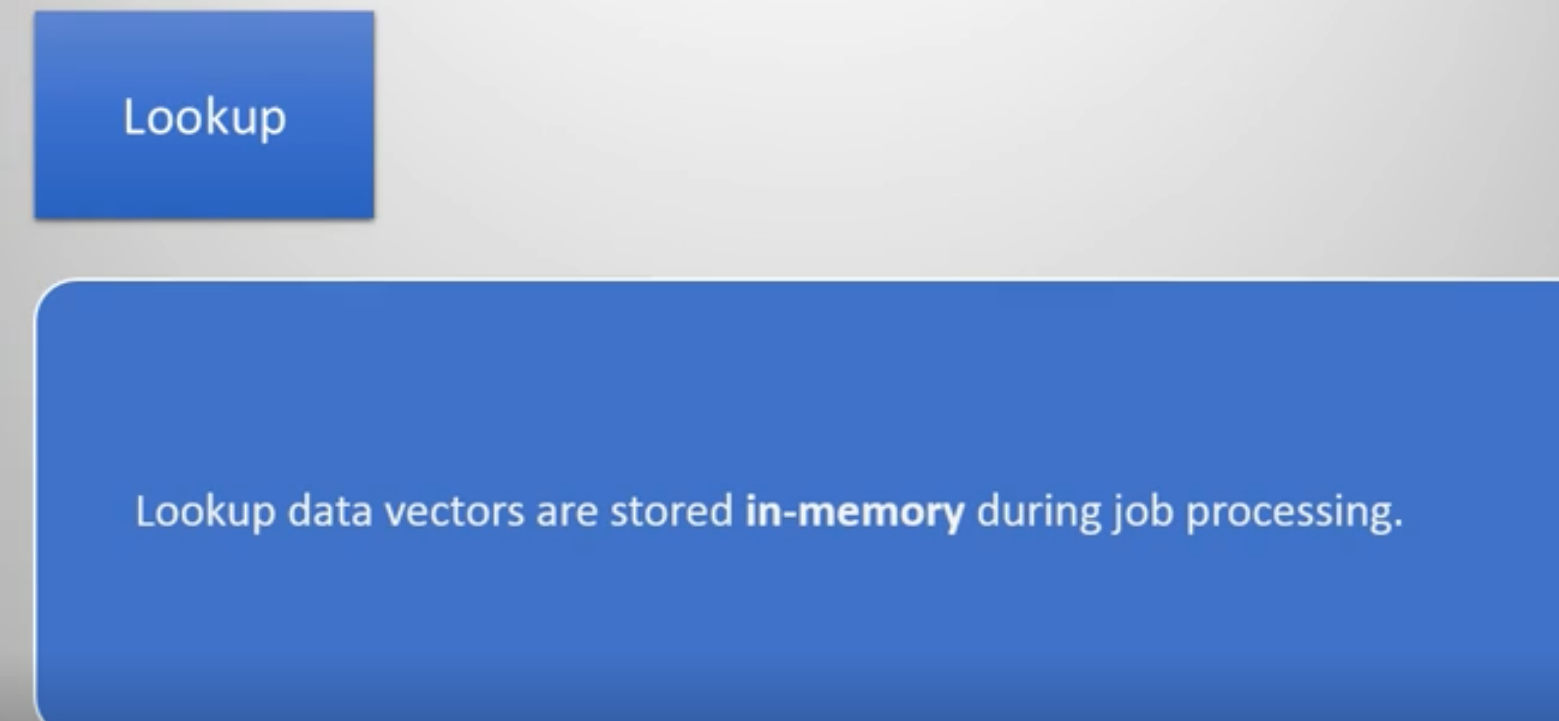 Lookup
Lookup data vectors are stored in-memory during job processing.